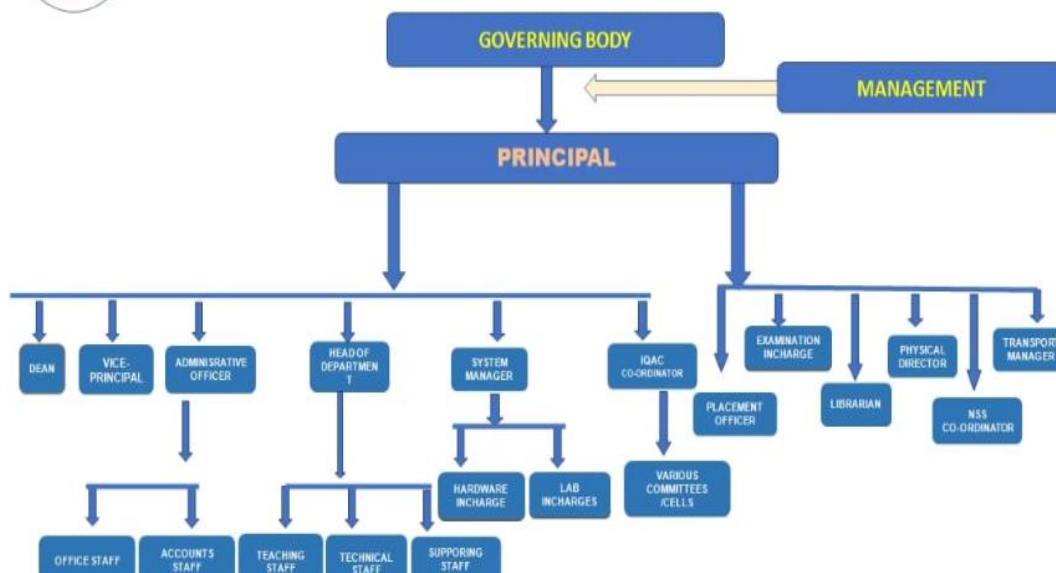 GOVERNING BODY
MANAGEMENT
PRINCIPAL
DEAN
VICE-
PRINCIPAL
ADMINISRATIVE
OFFICER
HEAD OF
DEPARTMEN
T
SYSTEM
MANAGER
IQAC
CO-ORDINATOR
PLACEMENT
OFFICER
EXAMINATION
INCHARGE
LIBRARIAN
PHYSICAL
DIRECTOR
NSS
CO-ORDINATOR
TRANSPORT
MANAGER
HARDWARE
INCHARGE
LAB
INCHARGES
VARIOUS
COMMITTEES
/CELLS
OFFICE STAFF
ACCOUNTS
STAFF
TEACHING
STAFF
TECHNICAL
STAFF
SUPPORING
STAFF